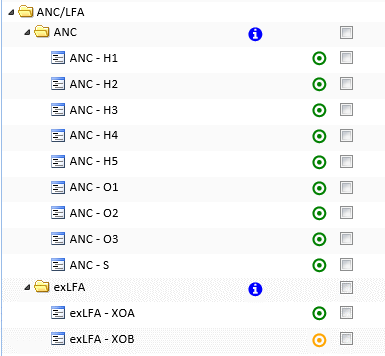 ANC/LFA
ANC
ANC - H1
ANC - H2
ANC - H3
ANC - H4
ANC - H5
ANC - O1
ANC - O2
ANC - O3
ANC - S
exLFA
exLFA - XOA
exLFA - XOB